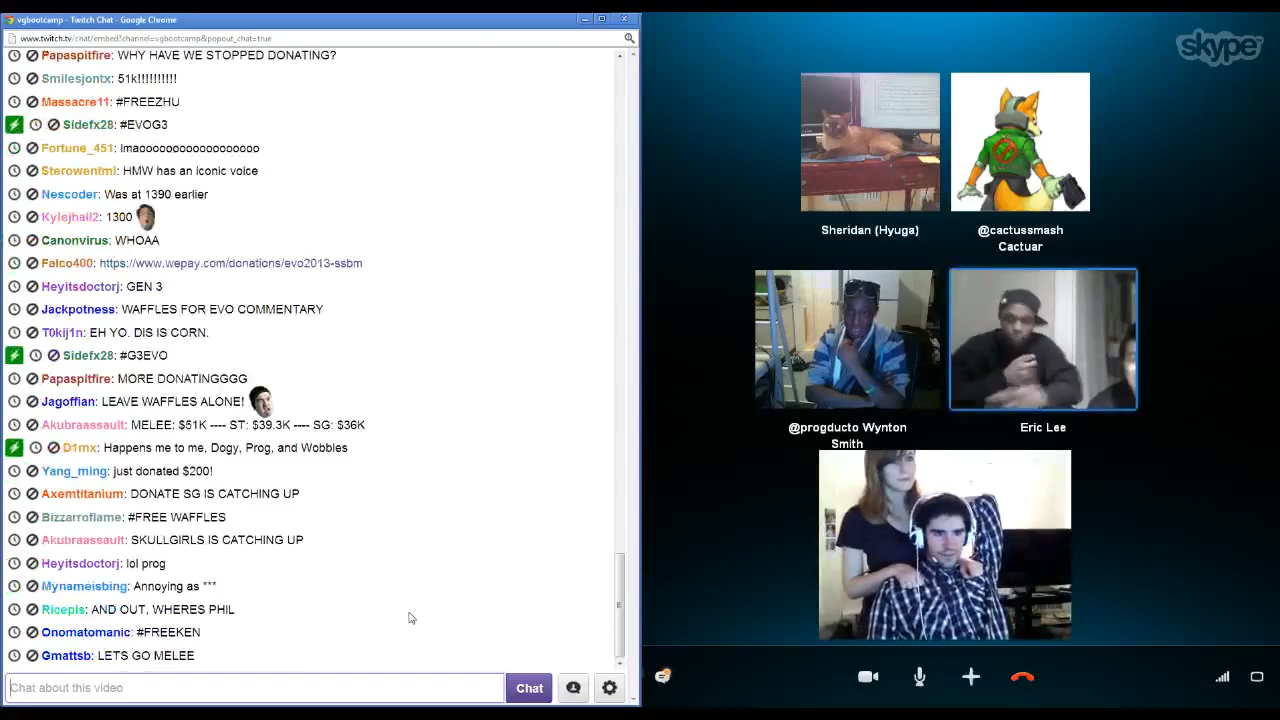 vgbootcamp - Twitch Chat - Google Chrome
www.twitch.tv/chat/embed?channel=vgbootcamp&popout_chat=true
Papaspitfire: WHY HAVE WE STOPPED DONATING?
Smilesjontx: 51k!!!!!!!!!!
Massacre11: #FREEZHU
Sidefx28: #EVOG3
Fortune_451: lmaooooooooooooooooooo
Sterowentml: HMW has an iconic voice
Nescoder: Was at 1390 earlier
Kylejhall2: 1300
Canonvirus: WHOAA
Falco400: https://www.wepay.com/donations/evo2013-ssbm
Heyitsdoctorj: GEN 3
Jackpotness: WAFFLES FOR EVO COMMENTARY
T0kij1n: EH YO. DIS IS CORN.
Sidefx28: #G3EVO
Papaspitfire: MORE DONATINGGGG
Jagoffian: LEAVE WAFFLES ALONE!
Akubraassault: MELEE: $51K ---- ST: $39.3K ---- SG: $36K
D1mx: Happens me to me, Dogy, Prog, and Wobbles
Yang_ming: just donated $200!
Axemtitanium: DONATE SG IS CATCHING UP
Bizzarroflame: #FREE WAFFLES
Akubraassault: SKULLGIRLS IS CATCHING UP
Heyitsdoctorj: lol prog
Mynameisbing: Annoying as ***
Ricepls: AND OUT, WHERES PHIL
Onomatomanic: #FREEKEN
Gmattsb: LETS GO MELEE
Chat about this video
Chat
skype
Sheridan (Hyuga)
@cactussmash
Cactuar
@progducto Wynton
Smith
Eric Lee